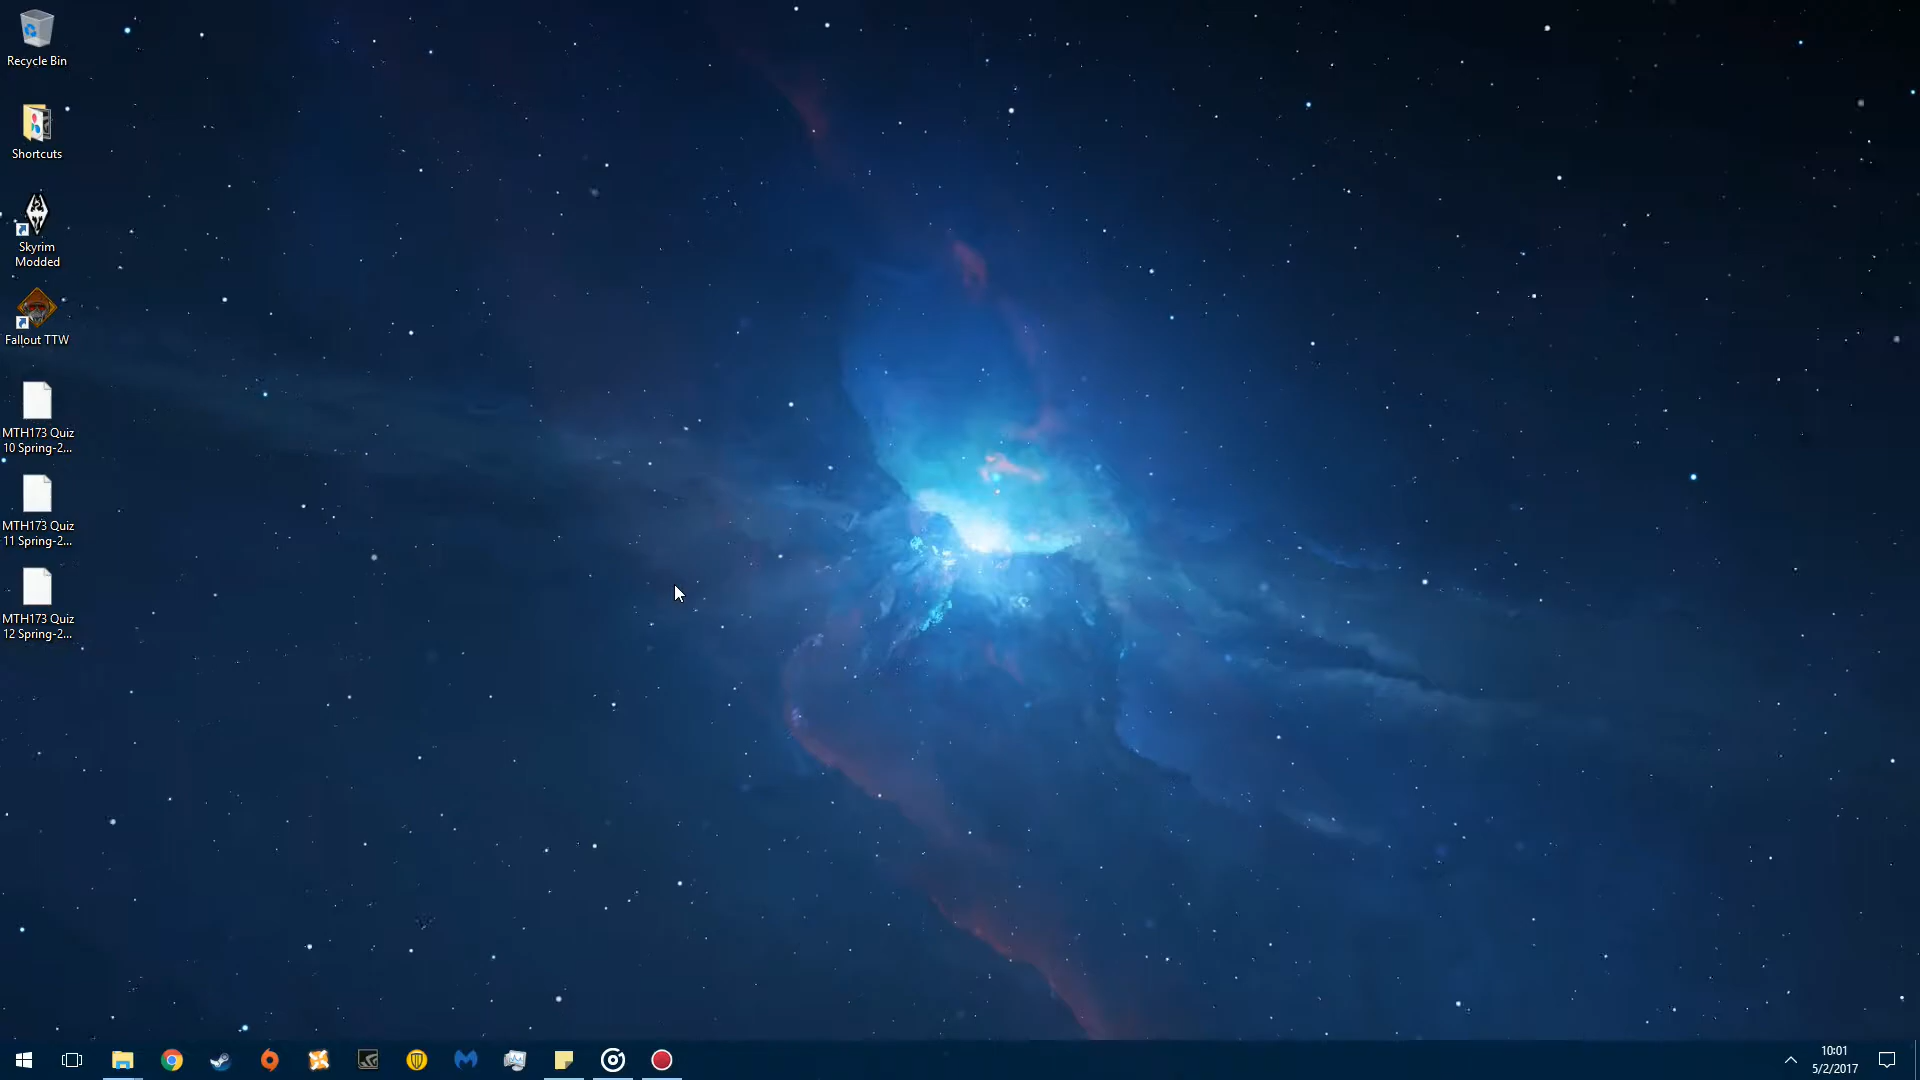 Recycle Bin
Shortcuts
Skyrim
Modded
Fallout TTW
MTH173 Quiz
10 Spring-2...
MTH173 Quiz
11 Spring-2...
MTH173 Quiz
12 Spring-2...
10:01
5/2/2017